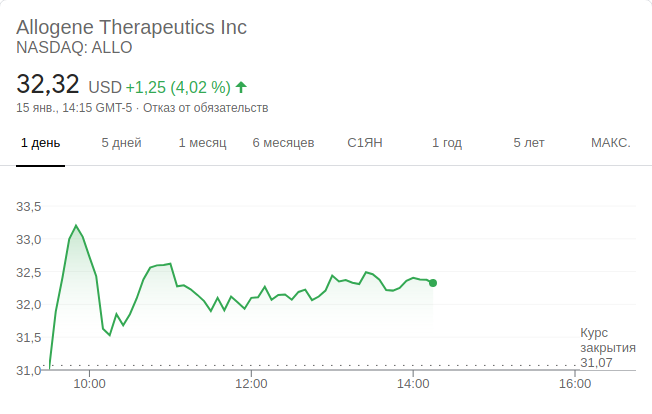 Allogene Therapeutics Inc
NASDAQ: ALLO
32,32 USD +1,25 (4,02 %) ↑
15 янв., 14:15 GMT-5 · Отказ от обязательств
1 день 5 дней 1 месяц 6 месяцев С1ЯН 1 год 5 лет МАКС.
33,5
33,0
32,5
32,0
31,5
31,0
Курс
закрытия
31,07
10:00 12:00 14:00 16:00